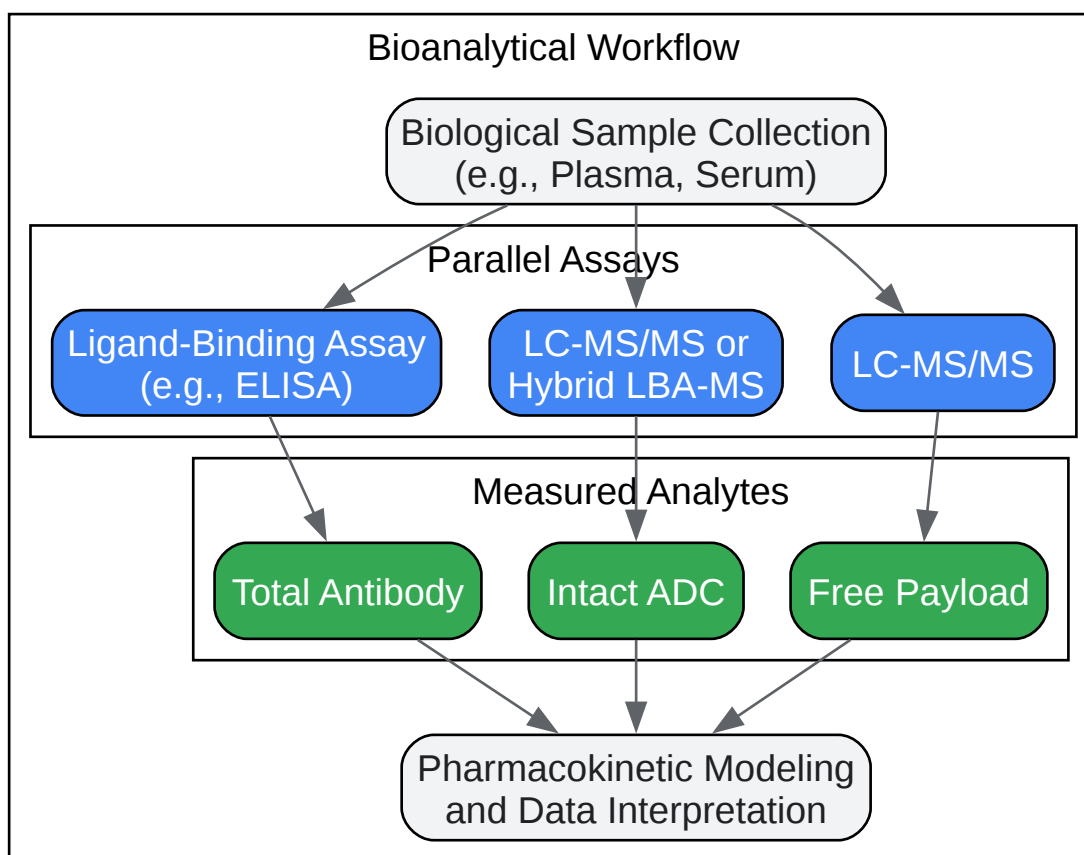 Bioanalytical Workflow
Biological Sample Collection
(e.g., Plasma, Serum)
Parallel Assays
Ligand-Binding Assay
(e.g., ELISA)
LC-MS/MS or
Hybrid LBA-MS
LC-MS/MS
Measured Analytes
Total Antibody
Intact ADC
Free Payload
Pharmacokinetic Modeling
and Data Interpretation